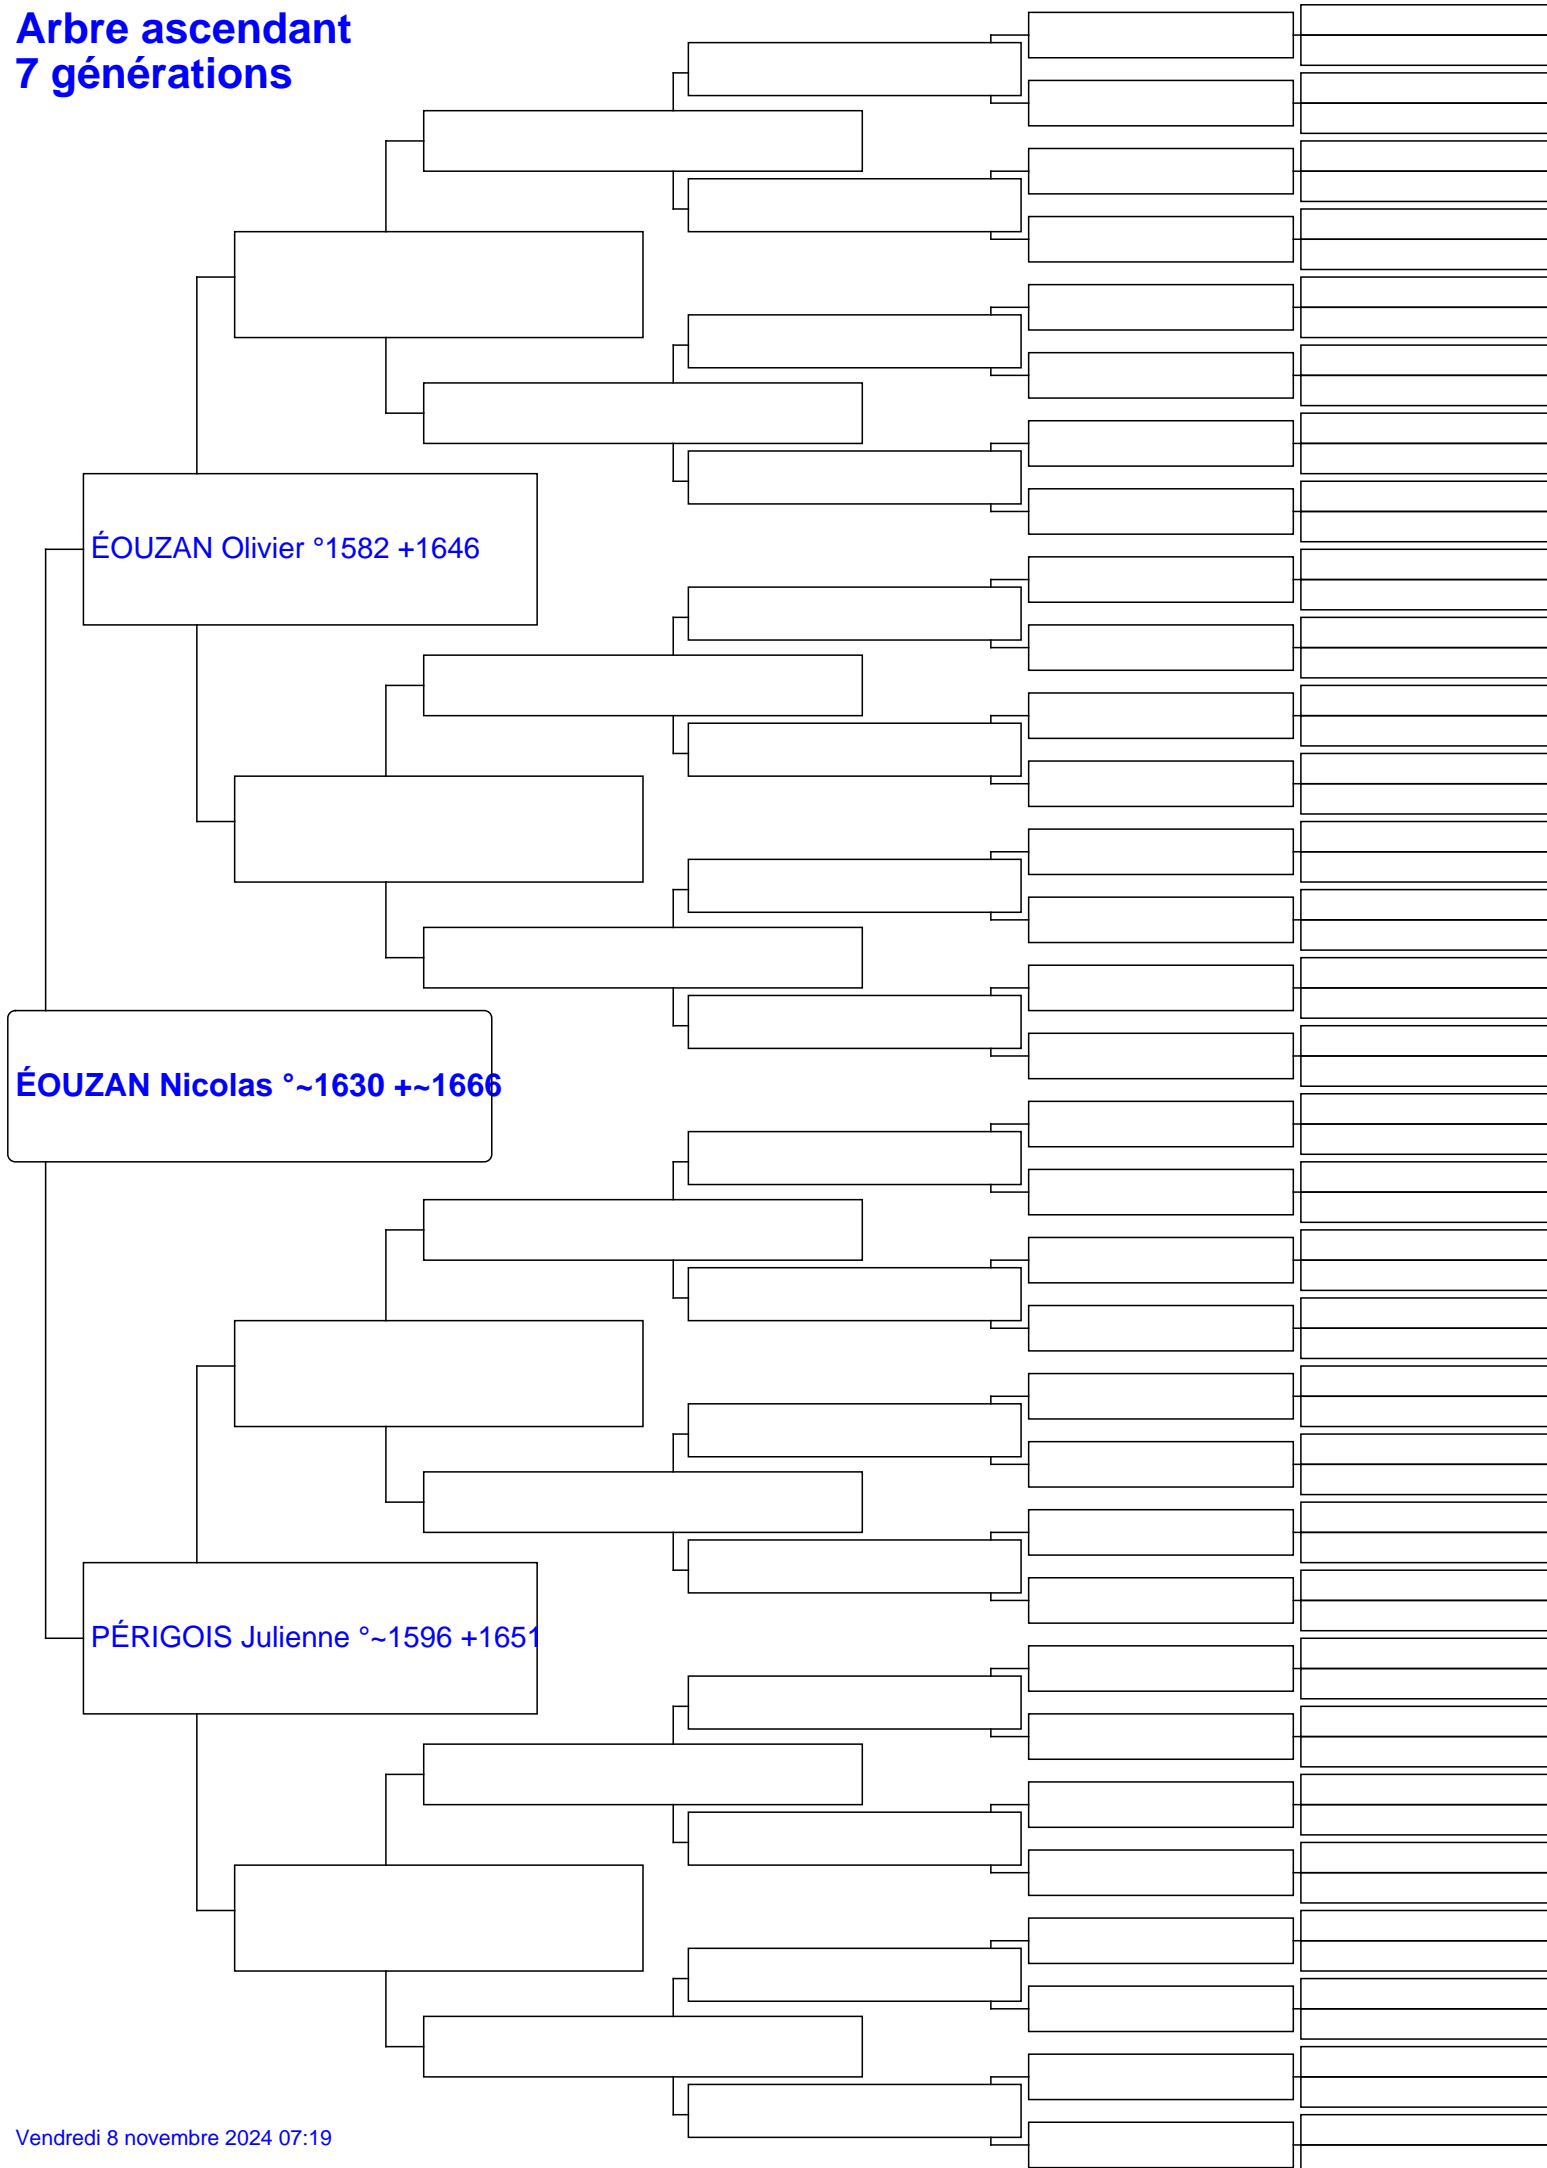 Arbre ascendant
7 générations
ÉOUZAN Olivier °1582 +1646
ÉOUZAN Nicolas °~1630 +~1666
PÉRIGOIS Julienne °~1596 +1651
Vendredi 8 novembre 2024 07:19